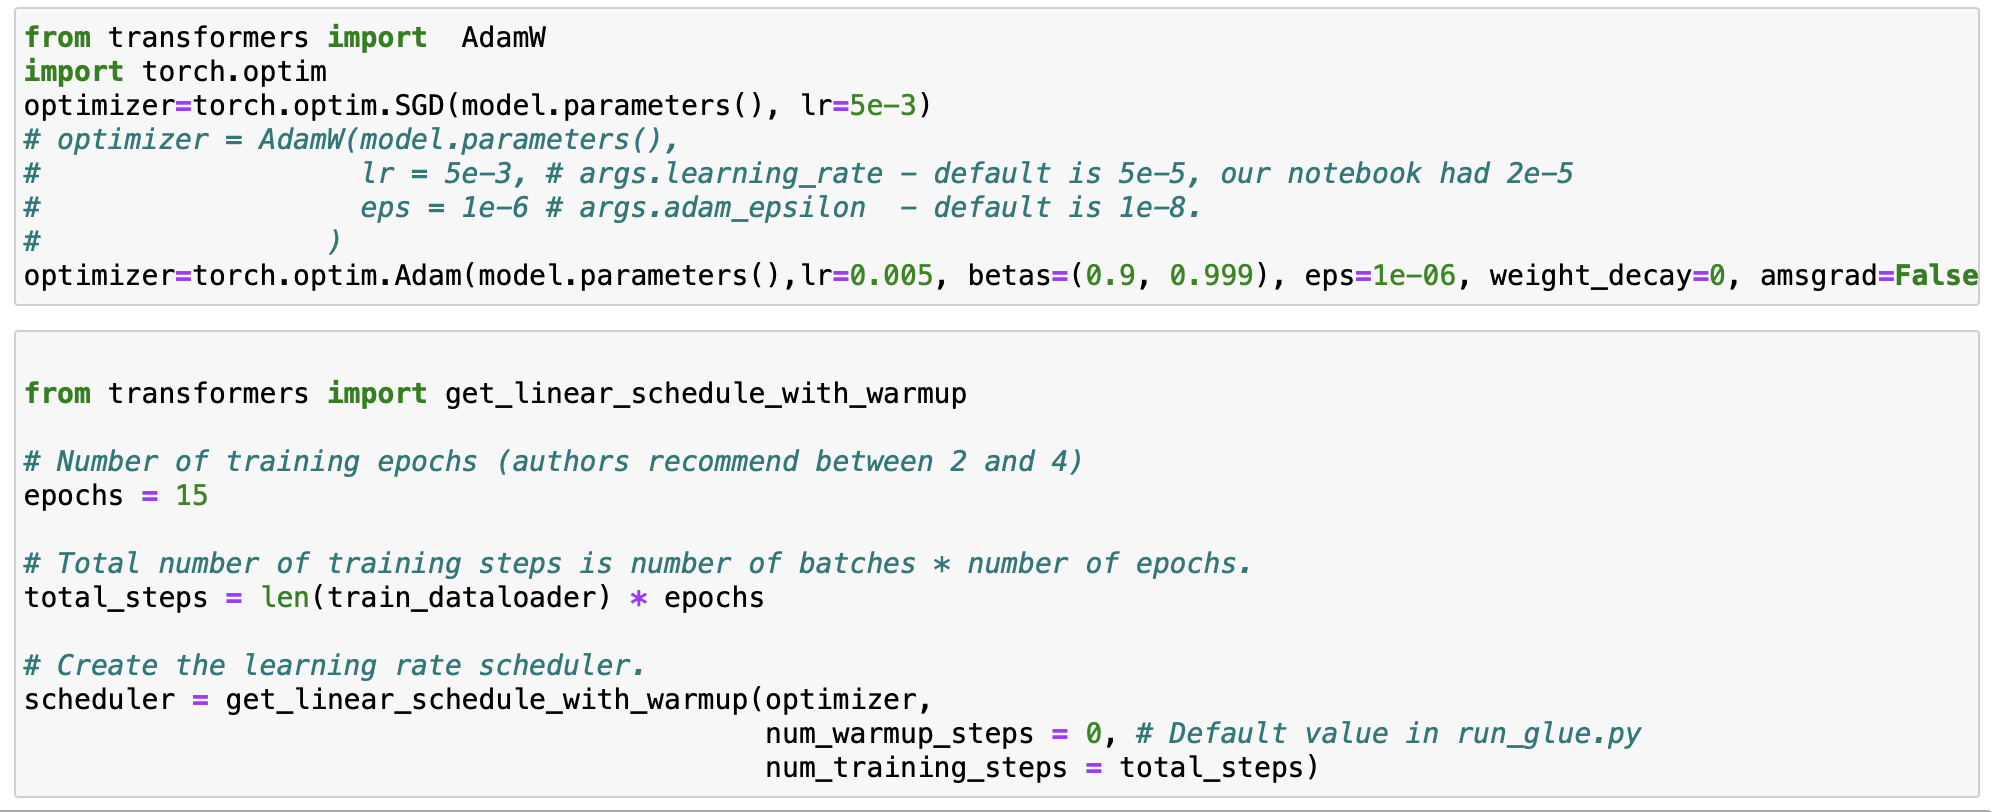 from transformers import  AdamW
import torch.optim
optimizer=torch.optim.SGD(model.parameters(), lr=5e-3)
# optimizer = AdamW(model.parameters(),
#                   lr = 5e-3, # args.learning_rate - default is 5e-5, our notebook had 2e-5
#                   eps = 1e-6 # args.adam_epsilon  - default is 1e-8.
#                 )
optimizer=torch.optim.Adam(model.parameters(),lr=0.005, betas=(0.9, 0.999), eps=1e-06, weight_decay=0, amsgrad=False
from transformers import get_linear_schedule_with_warmup
# Number of training epochs (authors recommend between 2 and 4)
epochs = 15
# Total number of training steps is number of batches * number of epochs.
total_steps = len(train_dataloader) * epochs
# Create the learning rate scheduler.
scheduler = get_linear_schedule_with_warmup(optimizer,
                                            num_warmup_steps = 0, # Default value in run_glue.py
                                            num_training_steps = total_steps)